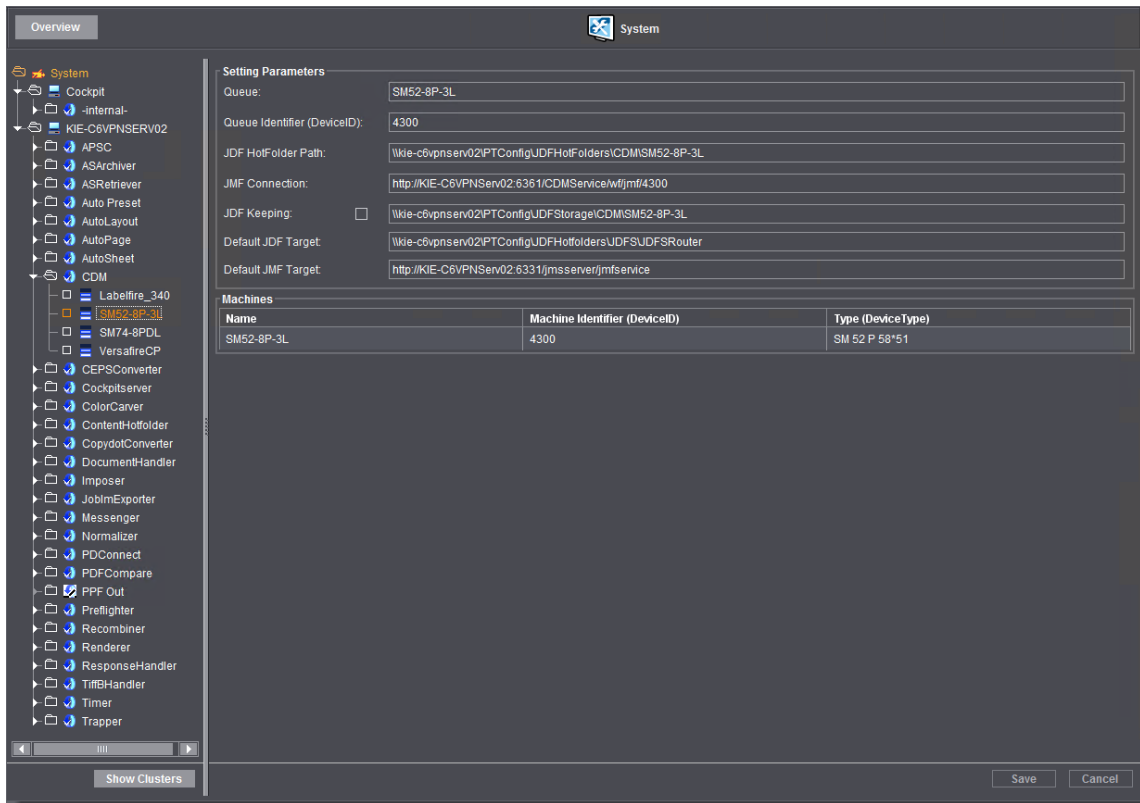 Overview
System
System
Cockpit
-internal-
KIE-C6VPNSERV02
APSC
ASArchiver
ASRetriever
Auto Preset
AutoLayout
AutoPage
AutoSheet
CDM
Labelfire_340
SM52-8P-3L
SM74-8PDL
VersafireCP
CEPSConverter
Cockpitserver
ColorCarver
ContentHotfolder
CopydotConverter
DocumentHandler
Imposer
JobImExporter
Messenger
Normalizer
PDConnect
PDFCompare
PPF Out
Preflighter
Recombiner
Renderer
ResponseHandler
TiffBHandler
Timer
Trapper
Show Clusters
Setting Parameters
Queue: SM52-8P-3L
Queue Identifier (DeviceID): 4300
JDF HotFolder Path: \\kie-c6vpnserv02\PTConfig\JDFHotFolders\CDM\SM52-8P-3L
JMF Connection: http://KIE-C6VPNServ02:6361/CDMService/wf/jmf/4300
JDF Keeping: \\kie-c6vpnserv02\PTConfig\JDFStorage\CDM\SM52-8P-3L
Default JDF Target: \\kie-c6vpnserv02\PTConfig\JDFHotfolders\JDFS\JDFSRouter
Default JMF Target: http://KIE-C6VPNServ02:6331/jmsserver/jmfservice
Machines
Name Machine Identifier (DeviceID) Type (DeviceType)
SM52-8P-3L 4300 SM 52 P 58*51
Save Cancel